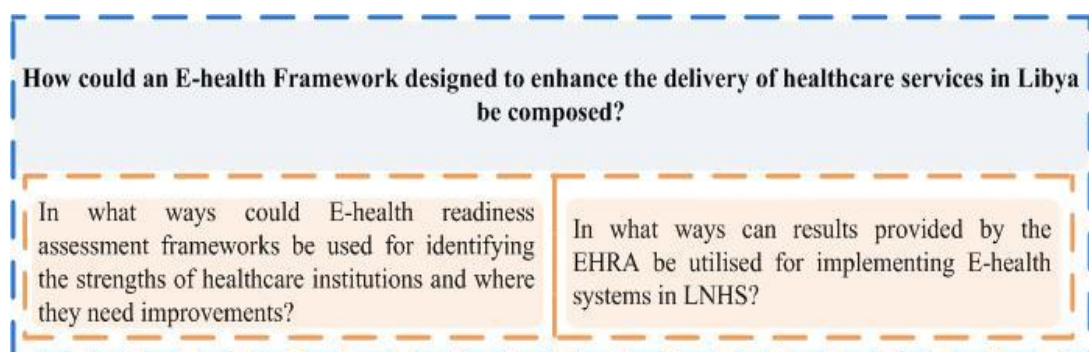 How could an E-health Framework designed to enhance the delivery of healthcare services in Libya
be composed?
In what ways could E-health readiness
assessment frameworks be used for identifying
the strengths of healthcare institutions and where
they need improvements?
In what ways can results provided by the
EHRA be utilised for implementing E-health
systems in LNHS?